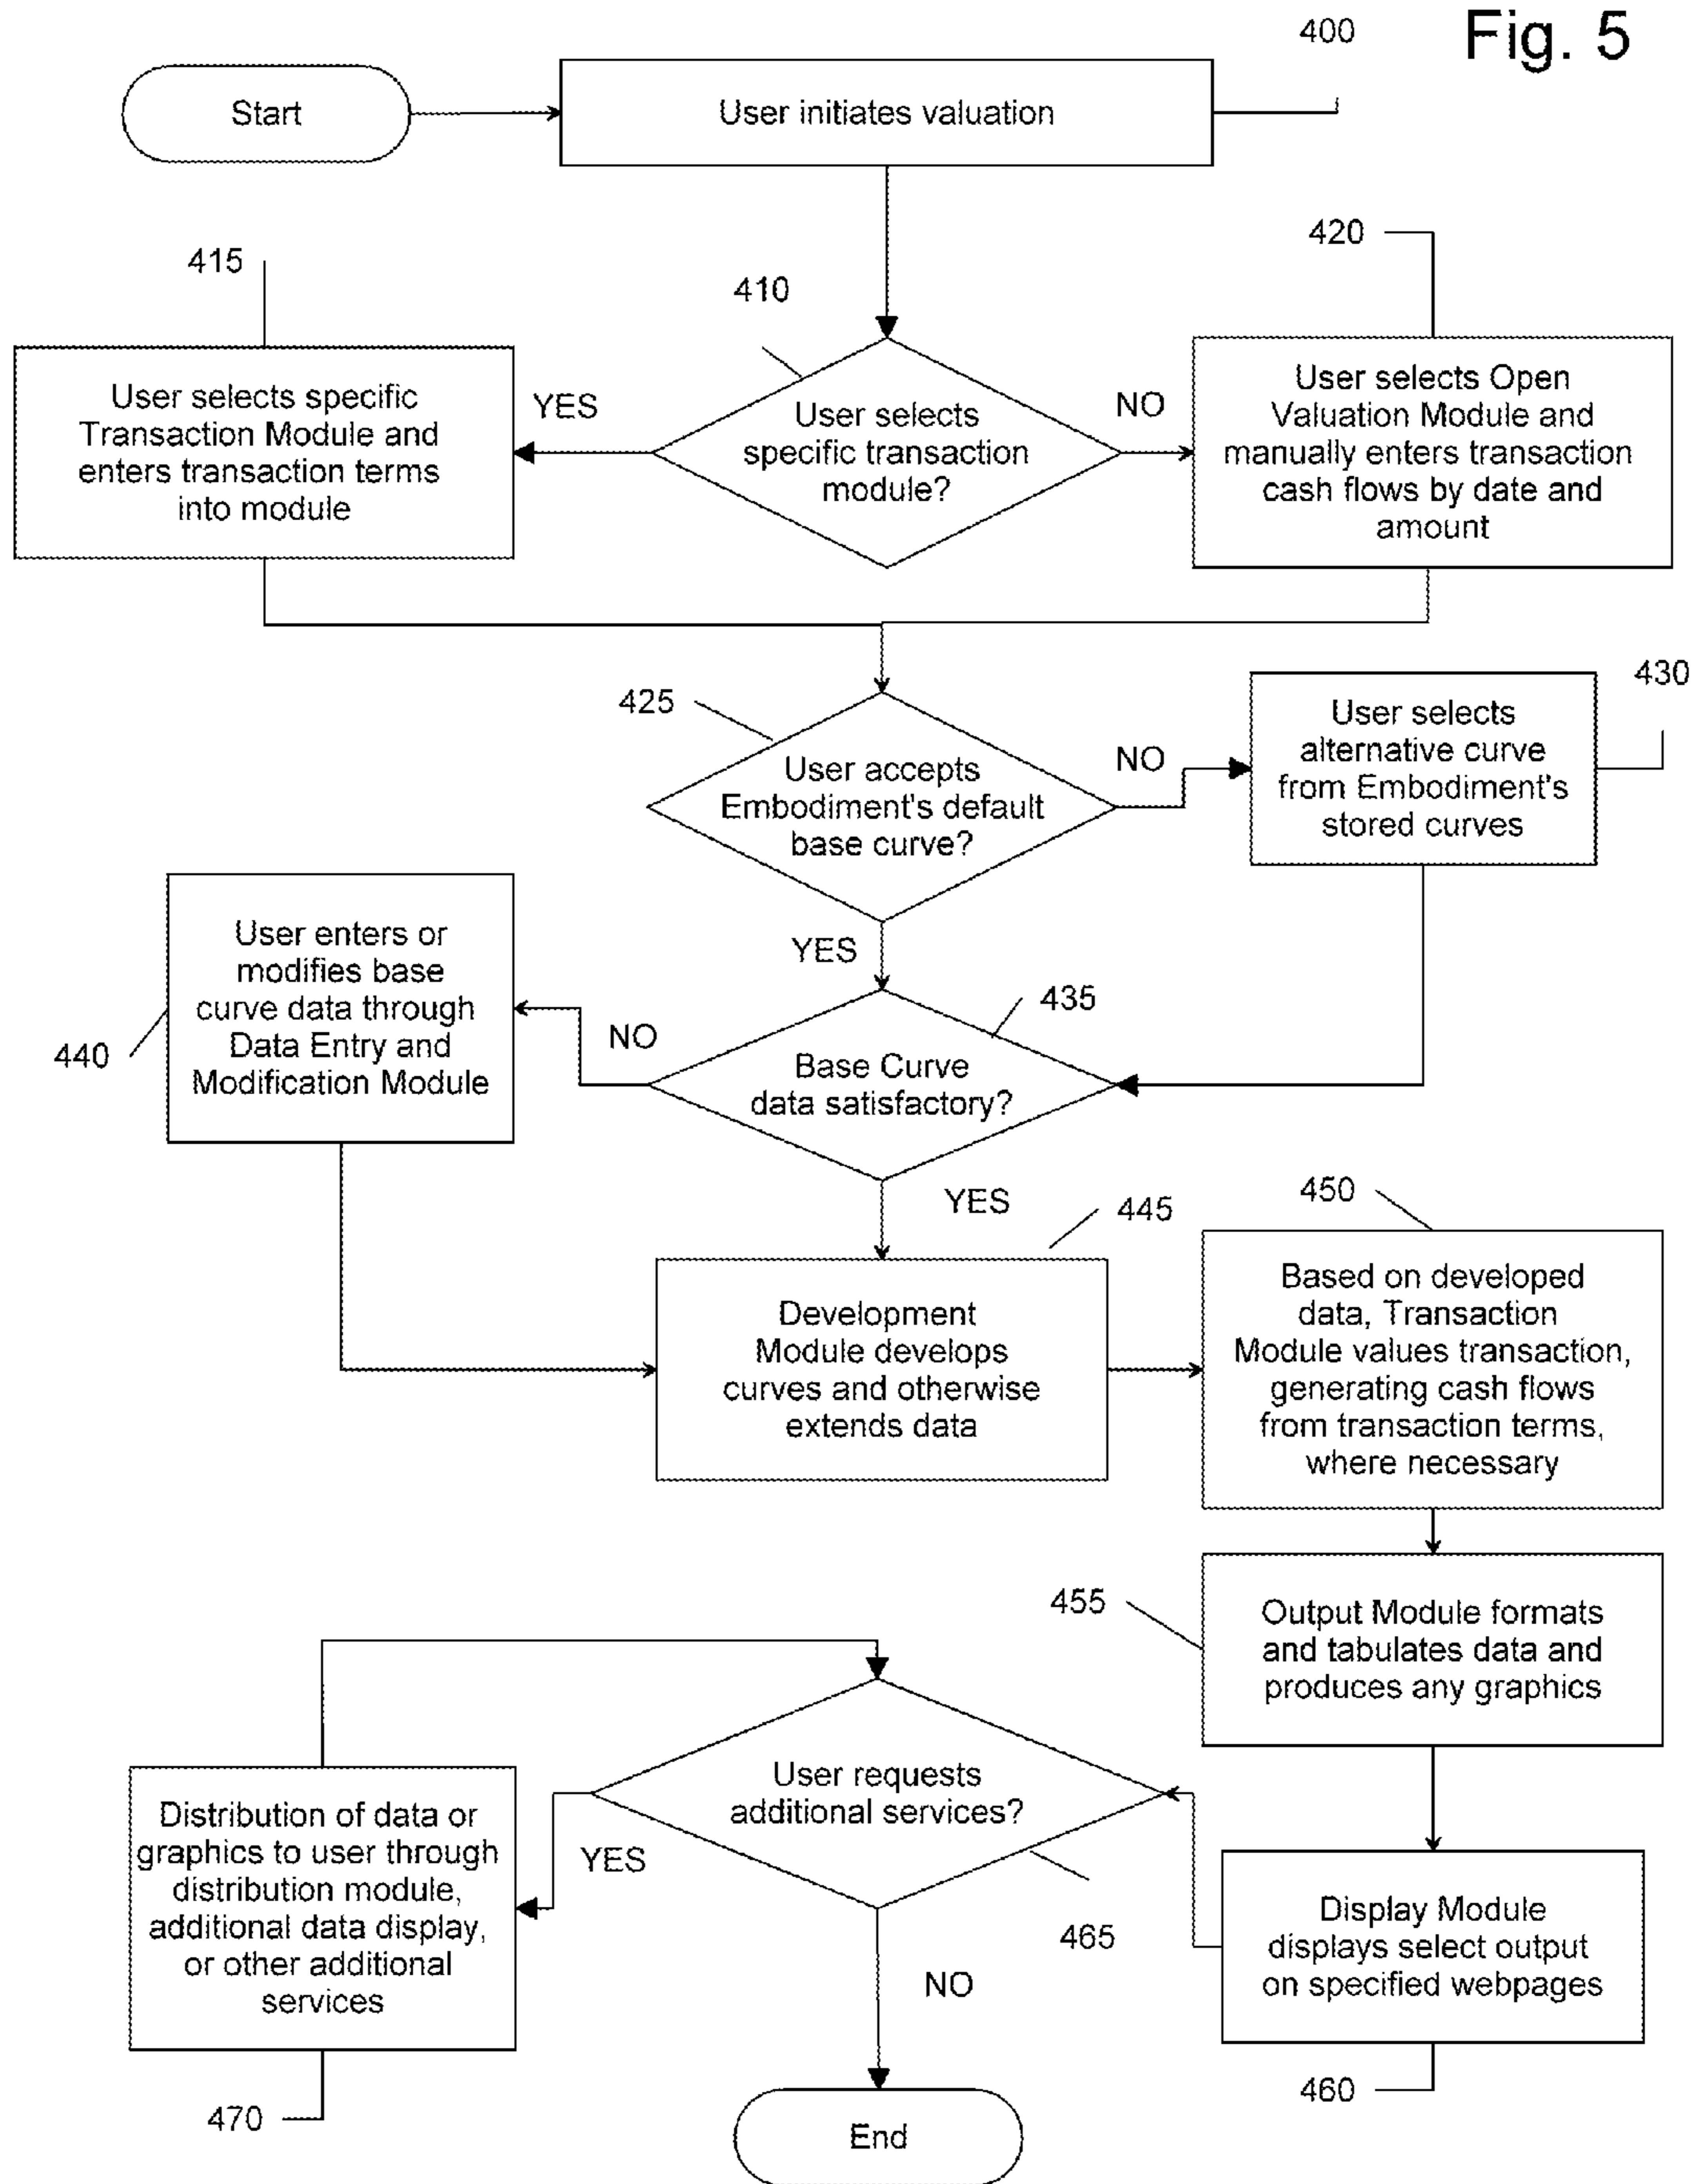 Fig. 5
400
Start
User initiates valuation
415
410
420
User selects specific
Transaction Module and
enters transaction terms
into module
YES
User selects
specific transaction
module?
NO
User selects Open
Valuation Module and
manually enters transaction
cash flows by date and
amount
425
430
User accepts
Embodiment's default
base curve?
NO
User selects
alternative curve
from Embodiment's
stored curves
YES
User enters or
modifies base
curve data through
Data Entry and
Modification Module
440
NO
435
Base Curve
data satisfactory?
YES
445
450
Development
Module develops
curves and otherwise
extends data
Based on developed
data, Transaction
Module values transaction,
generating cash flows
from transaction terms,
where necessary
455
Output Module formats
and tabulates data and
produces any graphics
User requests
additional services?
Distribution of data or
graphics to user through
distribution module,
additional data display,
or other additional
services
YES
465
NO
Display Module
displays select output
on specified webpages
470
460
End